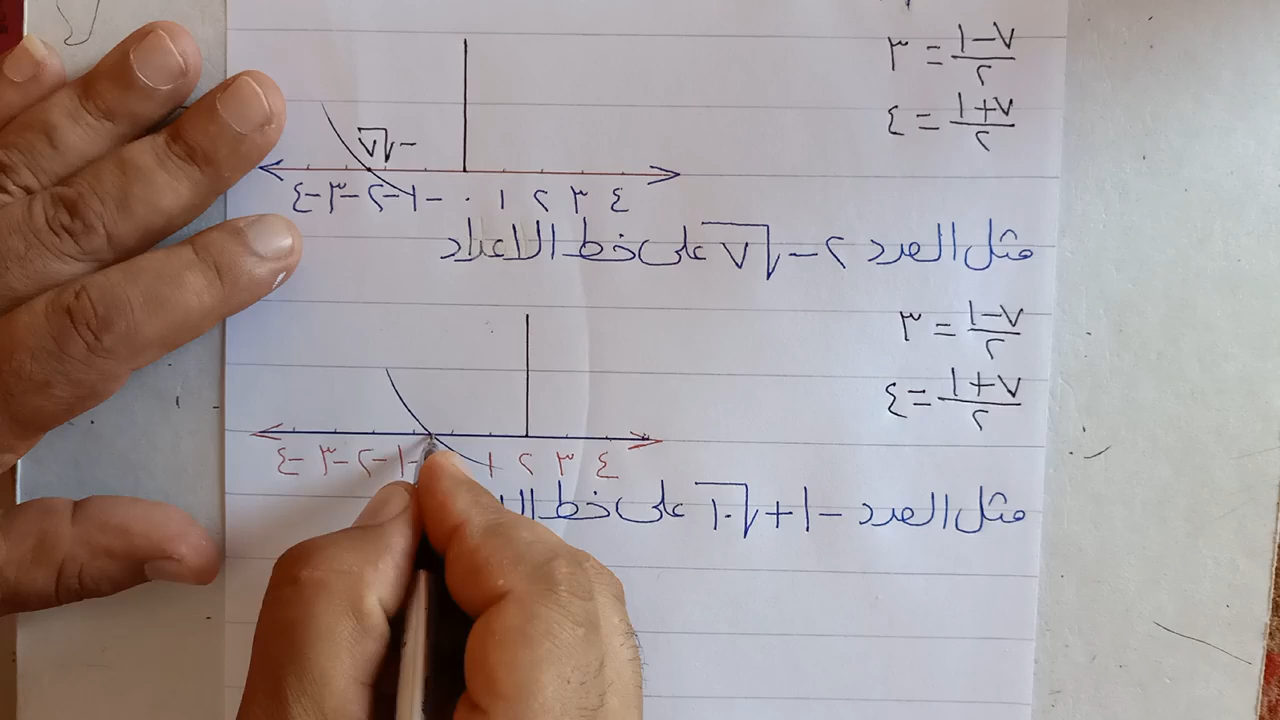 ٧-١/٢ = ٣
٧+١/٢ = ٤
-√٧
-٤ -٣ -٢ -١ ٠ ١ ٢ ٣ ٤
مثل العدد ٢-√٧ على خط الاعداد
٧-١/٢ = ٣
٧+١/٢ = ٤
-٤ -٣ -٢ -١ ١ ٢ ٣ ٤
مثل العدد -١+√١٠ على خط